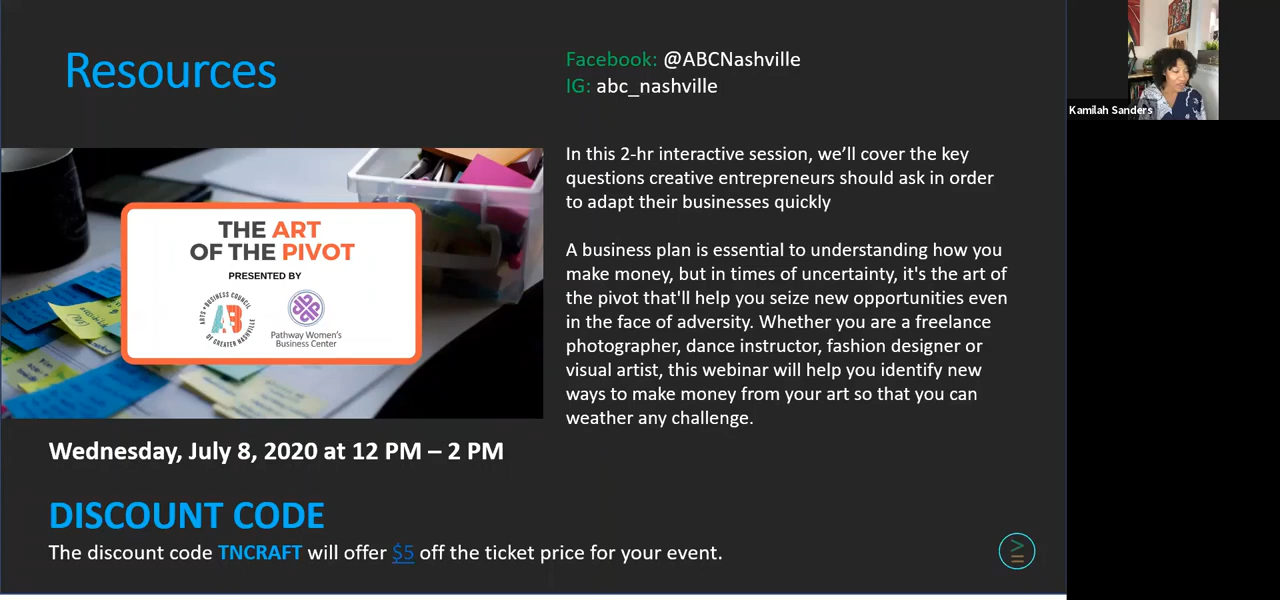 Resources
Facebook: @ABCNashville
IG: abc_nashville
Kamilah Sanders
In this 2-hr interactive session, we’ll cover the key
questions creative entrepreneurs should ask in order
to adapt their businesses quickly
A business plan is essential to understanding how you
make money, but in times of uncertainty, it's the art of
the pivot that'll help you seize new opportunities even
in the face of adversity. Whether you are a freelance
photographer, dance instructor, fashion designer or
visual artist, this webinar will help you identify new
ways to make money from your art so that you can
weather any challenge.
THE ART
OF THE PIVOT
PRESENTED BY
ARTS + BUSINESS COUNCIL
OF GREATER NASHVILLE
Pathway Women's
Business Center
Wednesday, July 8, 2020 at 12 PM – 2 PM
DISCOUNT CODE
The discount code TNCRAFT will offer $5 off the ticket price for your event.